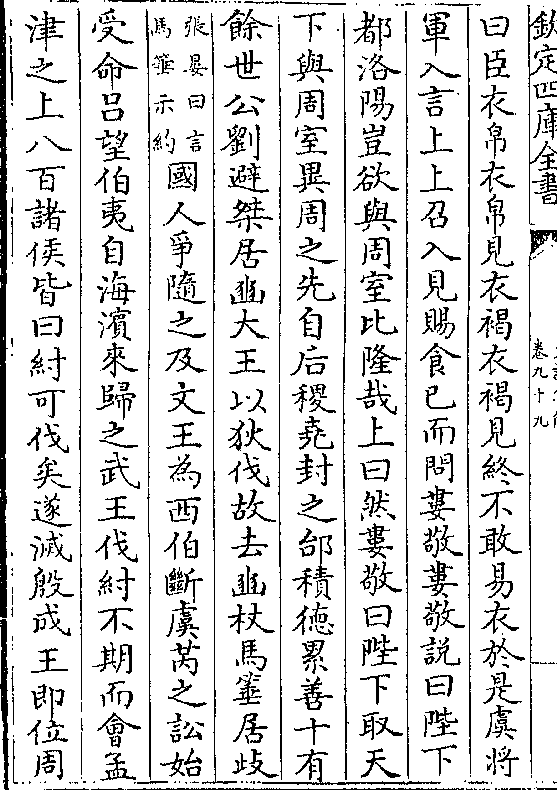 欽定四庫全書
卷九十九
曰臣衣帛衣帛見衣褐衣褐見終不敢易衣於是虞將
軍入言上上召入見賜食已而問婁敬婁敬説曰陛下
都洛陽豈欲與周室比隆哉上曰然婁敬曰陛下取天
下與周室異周之先自后稷堯封之邰積德累善十有
餘世公劉避桀居豳大王以狄伐故去豳杖馬箠居歧
張晏曰言
馬箠示約
國人爭隨之及文王為西伯斷虞芮之訟始
受命吕望伯夷自海濱來歸之武王伐紂不期而會孟
津之上八百諸侯皆曰紂可伐矣遂滅殷成王即位周